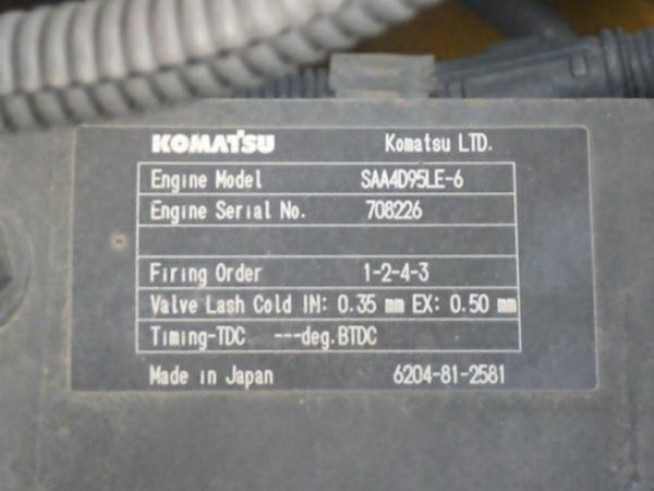 KOMATSU Komatsu LTD.
Engine Model SAA4D95LE-6
Engine Serial No. 708226
Firing Order 1-2-4-3
Valve Lash Cold IN: 0.35 mm EX: 0.50 mm
Timing-TDC ---deg.BTDC
Made in Japan 6204-81-2581